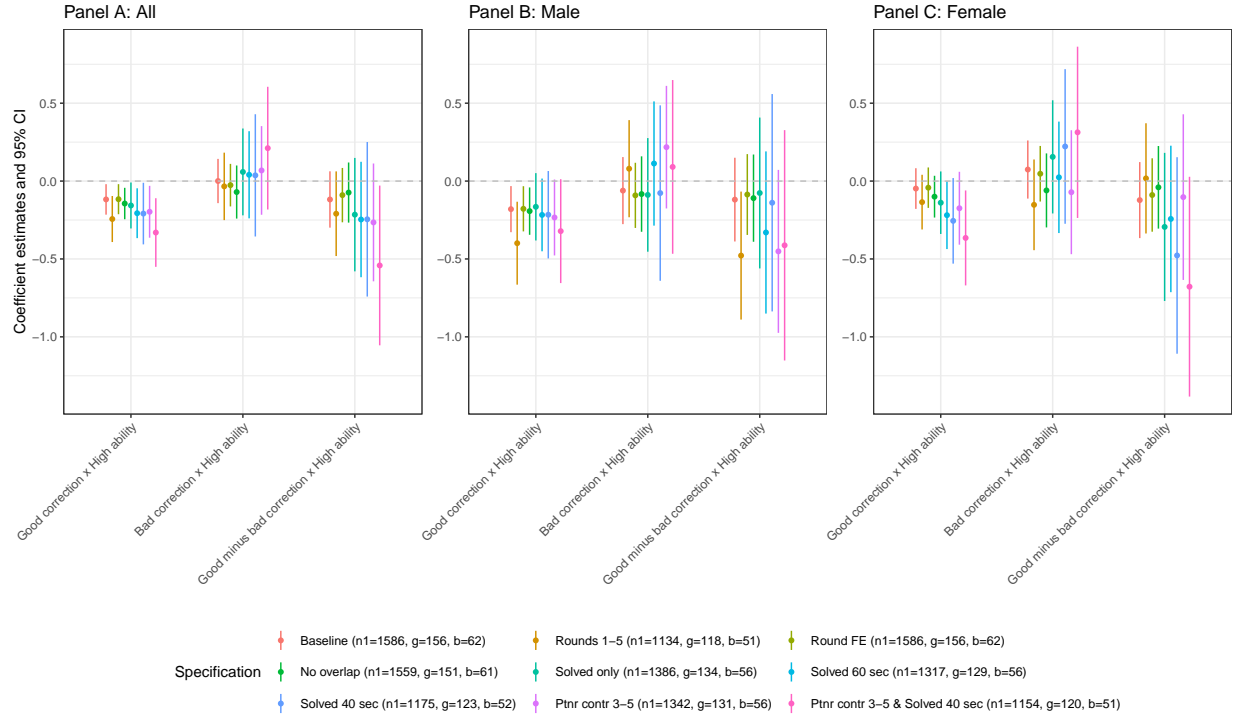 Panel A: All
Panel B: Male
Panel C: Female
Coefficient estimates and 95% CI
0.5
0.0
−0.5
−1.0
Good correction x High ability
Bad correction x High ability
Good minus bad correction x High ability
0.5
0.0
−0.5
−1.0
Good correction x High ability
Bad correction x High ability
Good minus bad correction x High ability
0.5
0.0
−0.5
−1.0
Good correction x High ability
Bad correction x High ability
Good minus bad correction x High ability
Specification
Baseline (n1=1586, g=156, b=62)
Rounds 1−5 (n1=1134, g=118, b=51)
Round FE (n1=1586, g=156, b=62)
No overlap (n1=1559, g=151, b=61)
Solved only (n1=1386, g=134, b=56)
Solved 60 sec (n1=1317, g=129, b=56)
Solved 40 sec (n1=1175, g=123, b=52)
Ptnr contr 3−5 (n1=1342, g=131, b=56)
Ptnr contr 3−5 & Solved 40 sec (n1=1154, g=120, b=51)